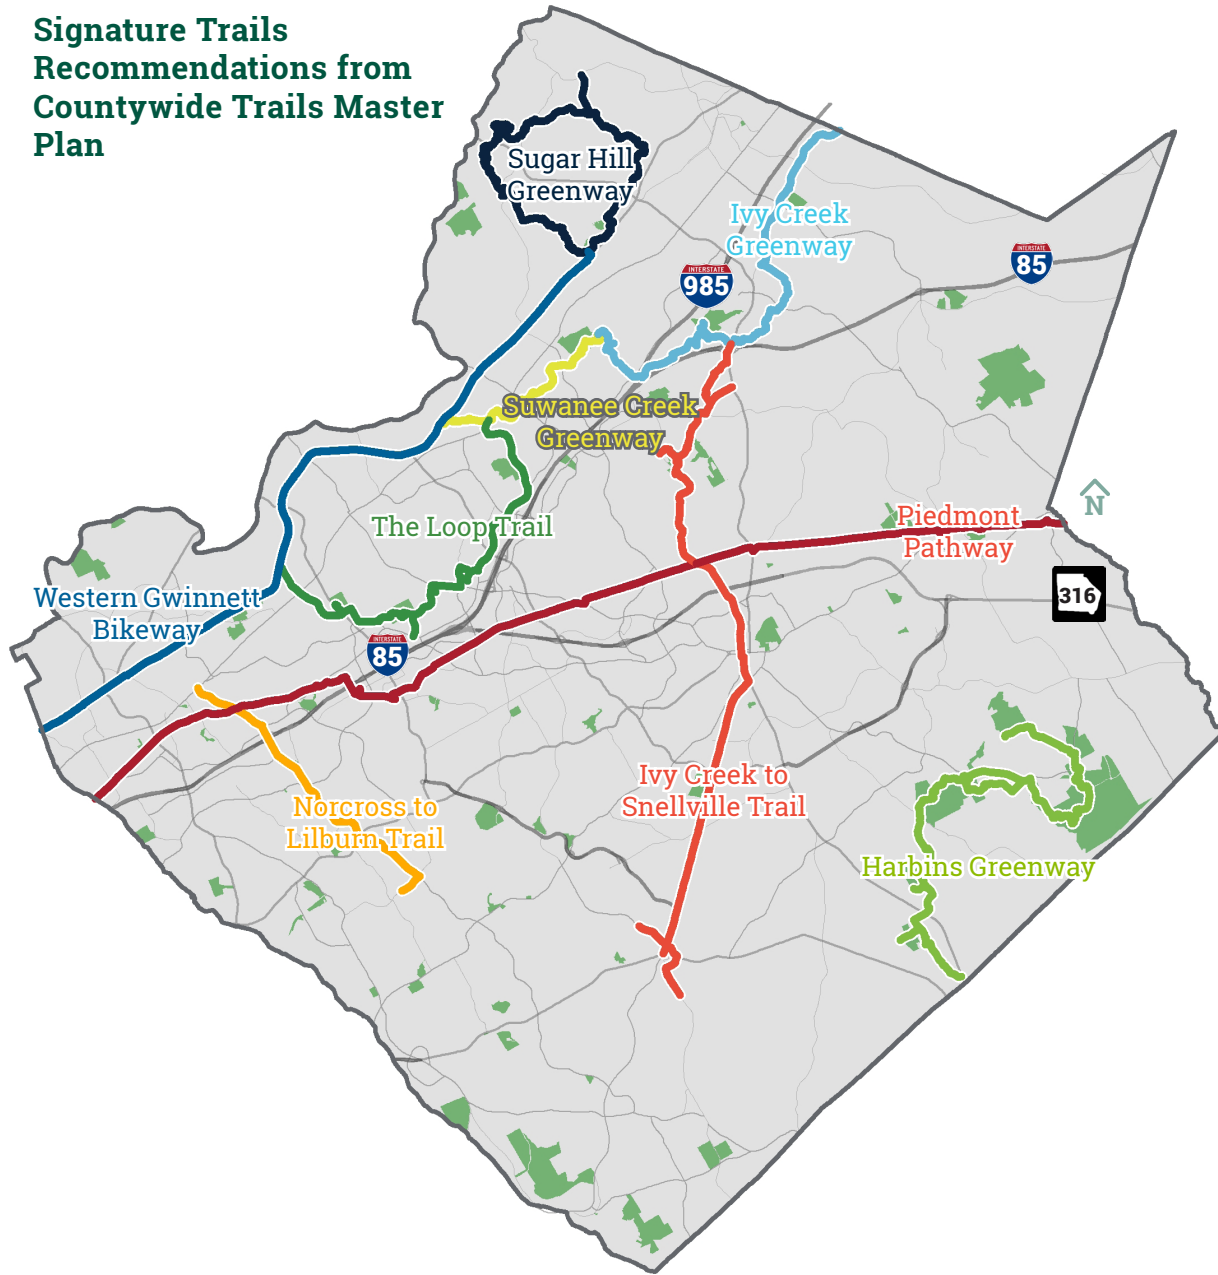 Signature Trails
Recommendations from
Countywide Trails Master
Plan
Sugar Hill
Greenway
Ivy Creek
Greenway
INTERSTATE
85
INTERSTATE
985
Suwanee Creek
Greenway
The Loop Trail
Piedmont
Pathway
N
316
Western Gwinnett
Bikeway
INTERSTATE
85
Ivy Creek to
Snellville Trail
Norcross to
Lilburn Trail
Harbins Greenway